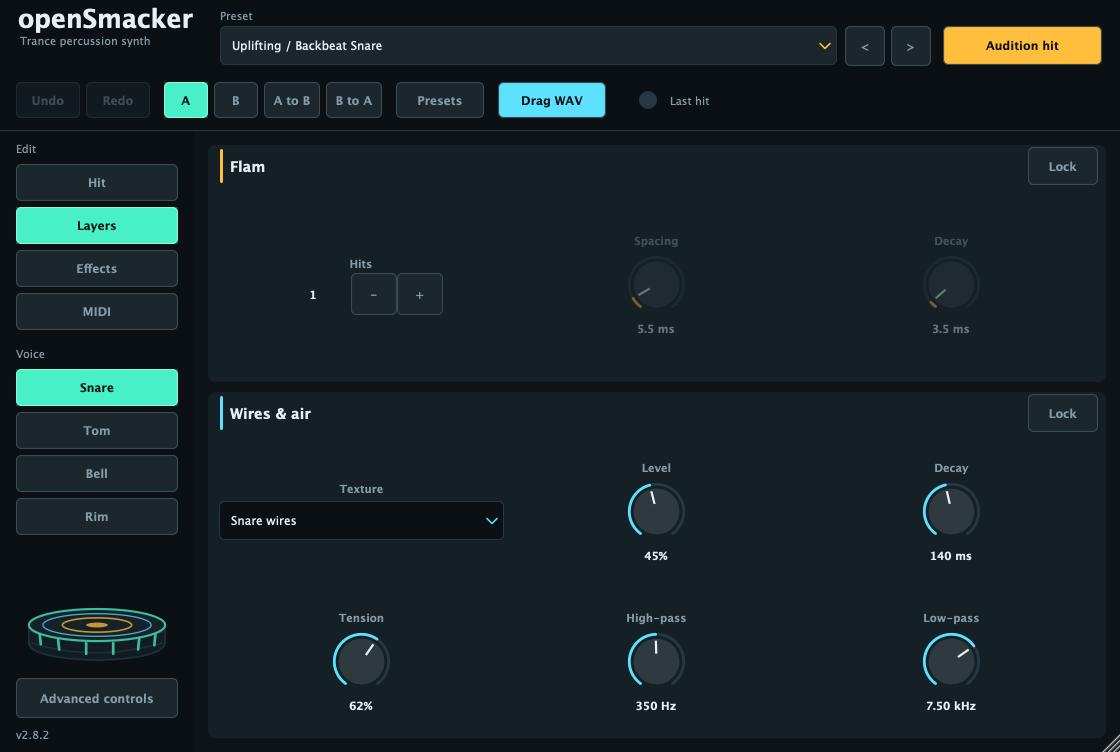 openSmacker
Trance percussion synth
Preset
Uplifting / Backbeat Snare
<
>
Audition hit
Undo
Redo
A
B
A to B
B to A
Presets
Drag WAV
Last hit
Edit
Hit
Layers
Effects
MIDI
Voice
Snare
Tom
Bell
Rim
Advanced controls
v2.8.2
Flam
Lock
Hits
1
-
+
Spacing
5.5 ms
Decay
3.5 ms
Wires & air
Lock
Texture
Snare wires
Level
45%
Decay
140 ms
Tension
62%
High-pass
350 Hz
Low-pass
7.50 kHz